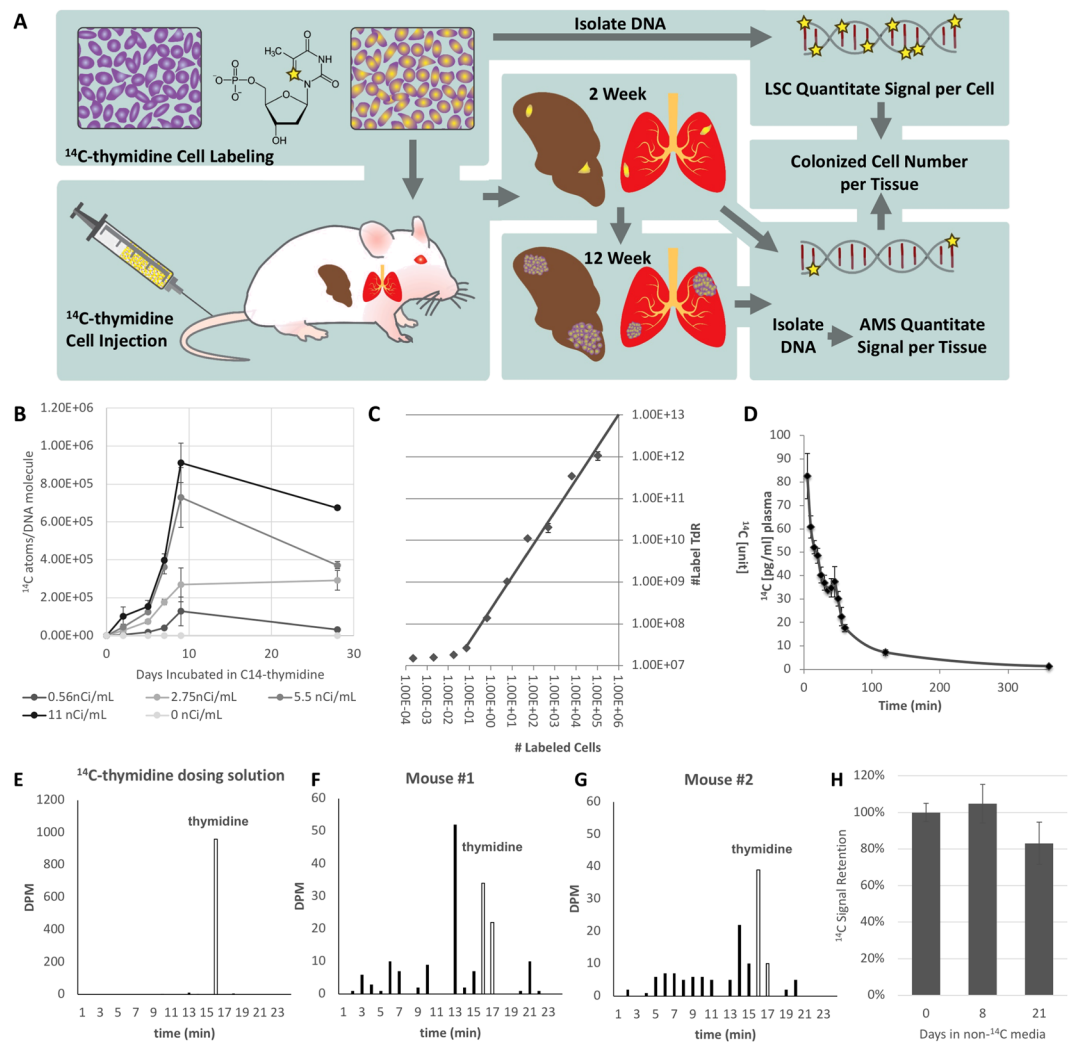 A
Isolate DNA
CH₃
O
NH
N
O
O
⁻O
P
O⁻
O
O
OH
¹⁴C-thymidine Cell Labeling
2 Week
LSC Quantitate Signal per Cell
Colonized Cell Number
per Tissue
¹⁴C-thymidine
Cell Injection
12 Week
Isolate
DNA
AMS Quantitate
Signal per Tissue
B
¹⁴C atoms/DNA molecule
1.20E+06
1.00E+06
8.00E+05
6.00E+05
4.00E+05
2.00E+05
0.00E+00
0 10 20 30
Days Incubated in C14-thymidine
0.56nCi/mL 2.75nCi/mL 5.5 nCi/mL
11 nCi/mL 0 nCi/mL
C
1.00E+13
1.00E+12
1.00E+11
1.00E+10
1.00E+09
1.00E+08
1.00E+07
#Label TdR
1.00E-04
1.00E-03
1.00E-02
1.00E-01
1.00E+00
1.00E+01
1.00E+02
1.00E+03
1.00E+04
1.00E+05
1.00E+06
# Labeled Cells
D
¹⁴C [unit]
¹⁴C [pg/ml] plasma
100
90
80
70
60
50
40
30
20
10
0
0 100 200 300
Time (min)
E
¹⁴C-thymidine dosing solution
DPM
1200
1000
800
600
400
200
0
thymidine
1 3 5 7 9 11 13 15 17 19 21 23
time (min)
F
Mouse #1
DPM
60
50
40
30
20
10
0
thymidine
1 3 5 7 9 11 13 15 17 19 21 23
time (min)
G
Mouse #2
DPM
60
50
40
30
20
10
0
thymidine
1 3 5 7 9 11 13 15 17 19 21 23
time (min)
H
¹⁴C Signal Retention
120%
100%
80%
60%
40%
20%
0%
0 8 21
Days in non-¹⁴C media